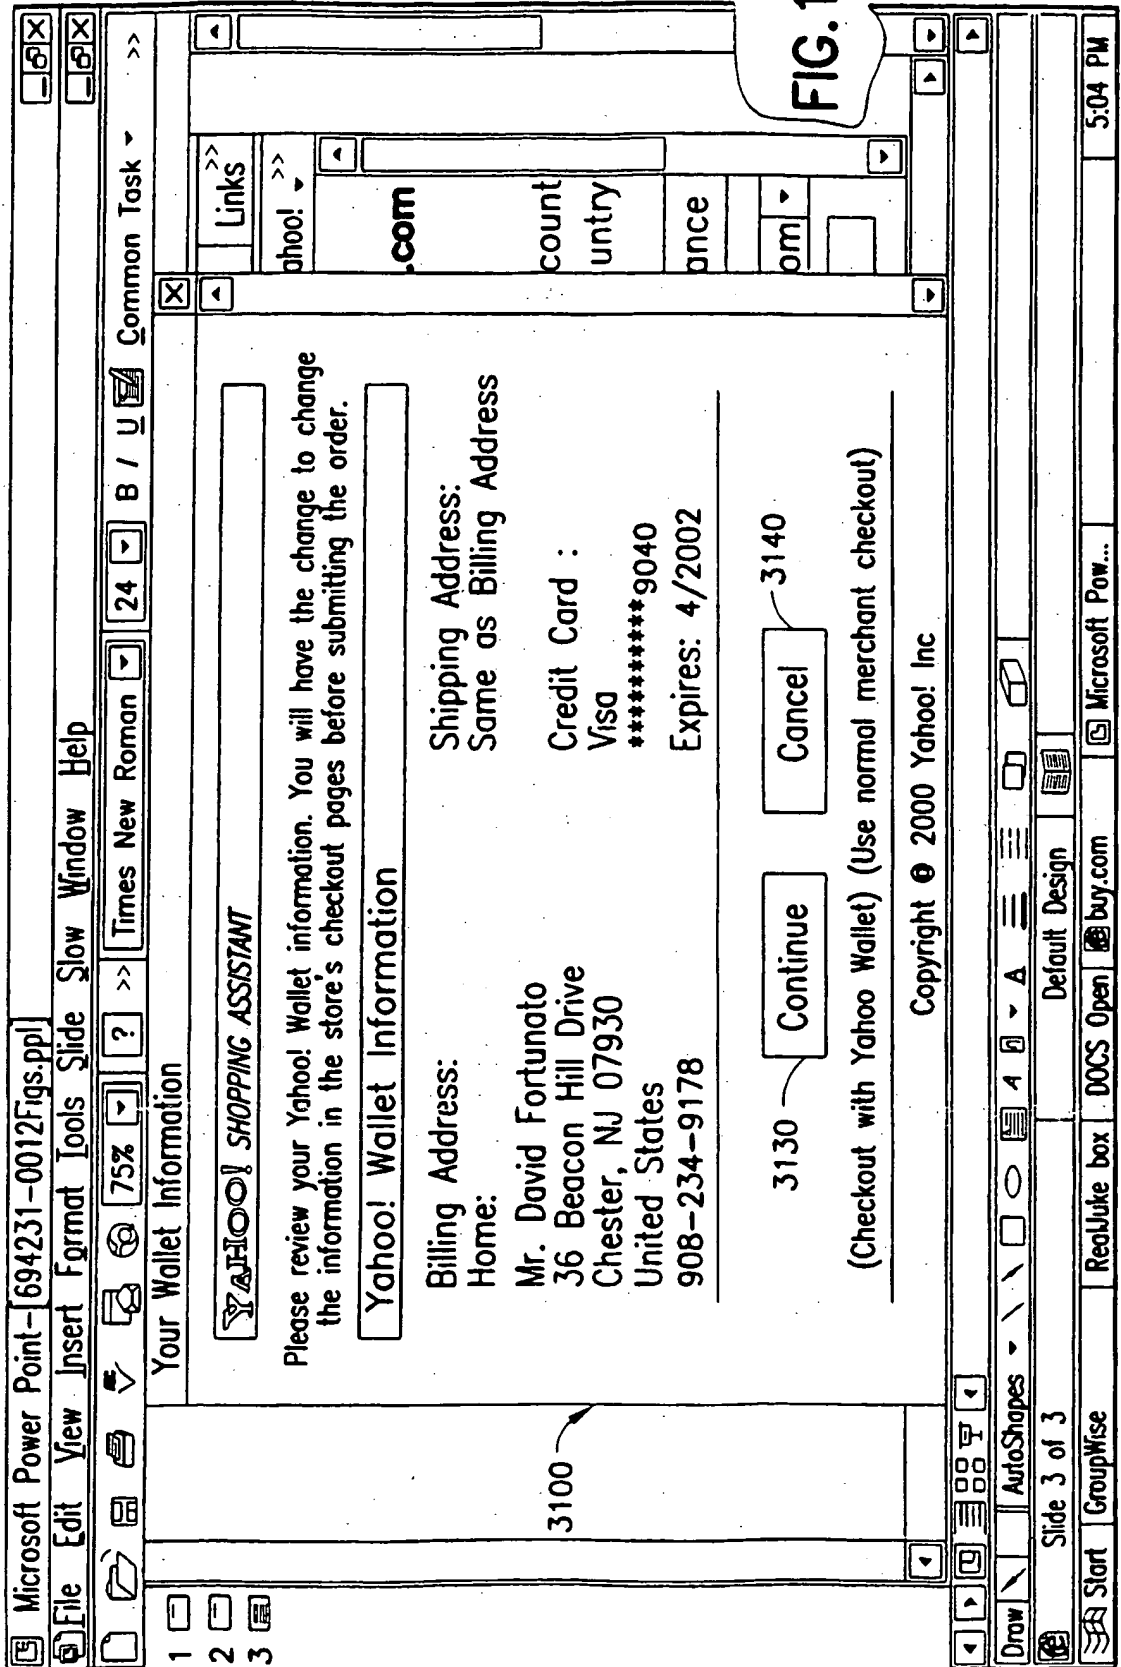 Microsoft Power Point-[694231-0012Figs.ppl]
File Edit View Insert Format Tools Slide Slow Window Help
75% ? >> Times New Roman 24 B I U Common Task >>
1
2
3
Your Wallet Information
YAHOO! SHOPPING ASSISTANT
Please review your Yahoo! Wallet information. You will have the change to change
the information in the store's checkout pages before submitting the order.
Yahoo! Wallet Information
Billing Address:
Home:
Mr. David Fortunato
36 Beacon Hill Drive
Chester, NJ 07930
United States
908-234-9178
Shipping Address:
Same as Billing Address
Credit Card :
Visa
**********9040
Expires: 4/2002
3130
Continue
Cancel
3140
(Checkout with Yahoo Wallet) (Use normal merchant checkout)
Copyright © 2000 Yahoo! Inc
3100
>>
Links
ahoo! >>
.com
count
untry
ance
om
FIG.1
Draw AutoShapes A
Slide 3 of 3 Default Design
Start GroupWise RealJuke box DOCS Open buy.com Microsoft Pow... 5:04 PM